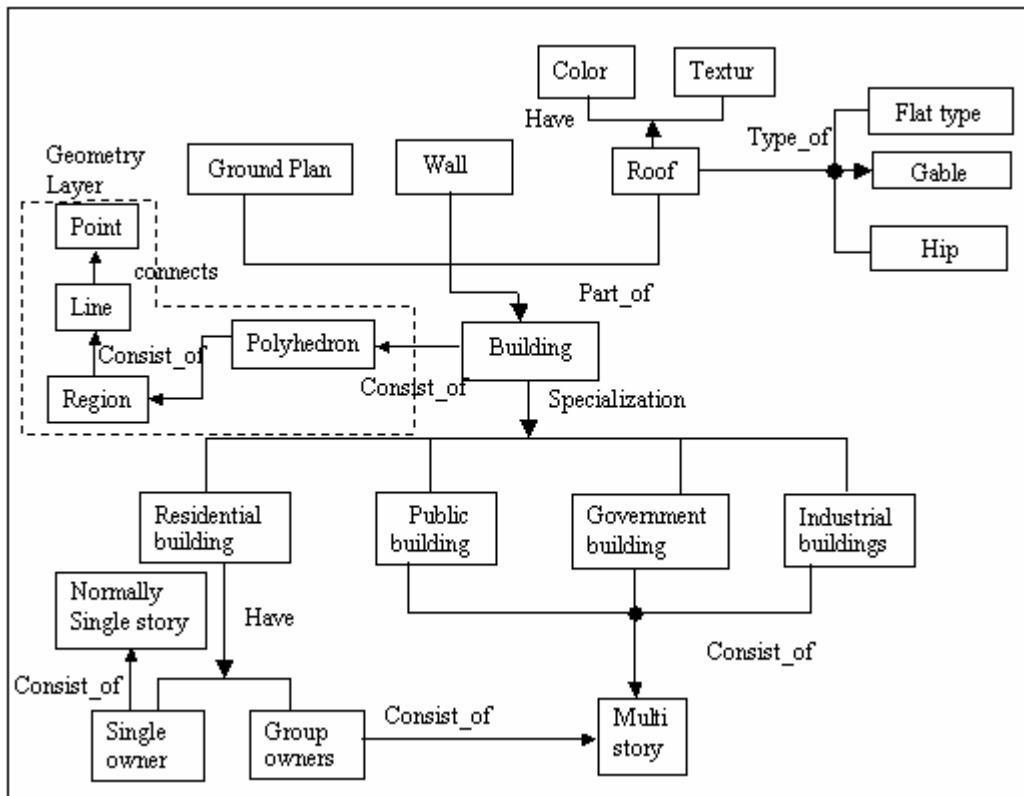 Color
Textur
Have
Flat type
Type_of
Geometry
Layer
Ground Plan
Wall
Roof
Gable
Point
Hip
connects
Line
Part_of
Polyhedron
Building
Consist_of
Consist_of
Region
Specialization
Residential
building
Public
building
Government
building
Industrial
buildings
Normally
Single story
Have
Consist_of
Consist_of
Consist_of
Single
owner
Group
owners
Multi
story